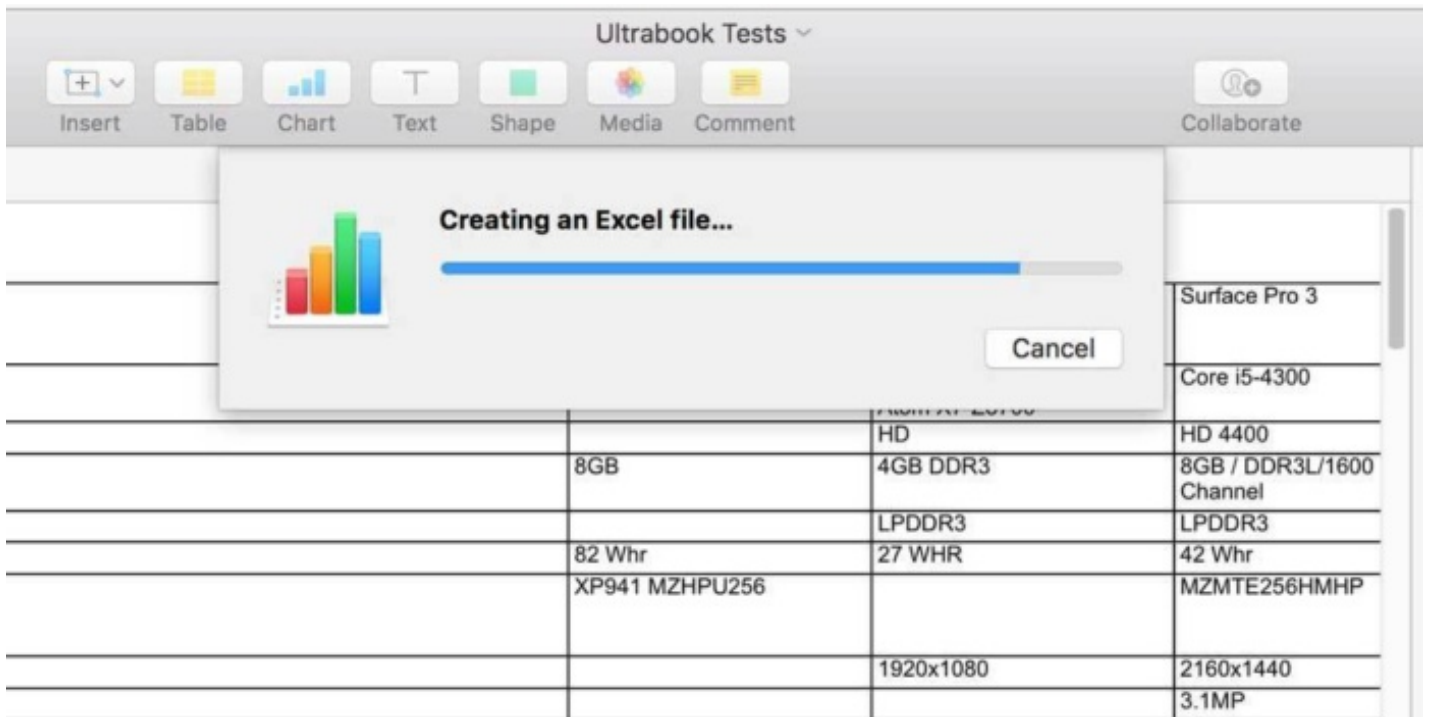 Ultrabook Tests
Insert Table Chart Text Shape Media Comment Collaborate
Creating an Excel file...
Cancel
Surface Pro 3
Core i5-4300
HD HD 4400
8GB 4GB DDR3 8GB / DDR3L/1600
Channel
LPDDR3 LPDDR3
82 Whr 27 WHR 42 Whr
XP941 MZHPU256 MZMTE256HMHP
1920x1080 2160x1440
3.1MP